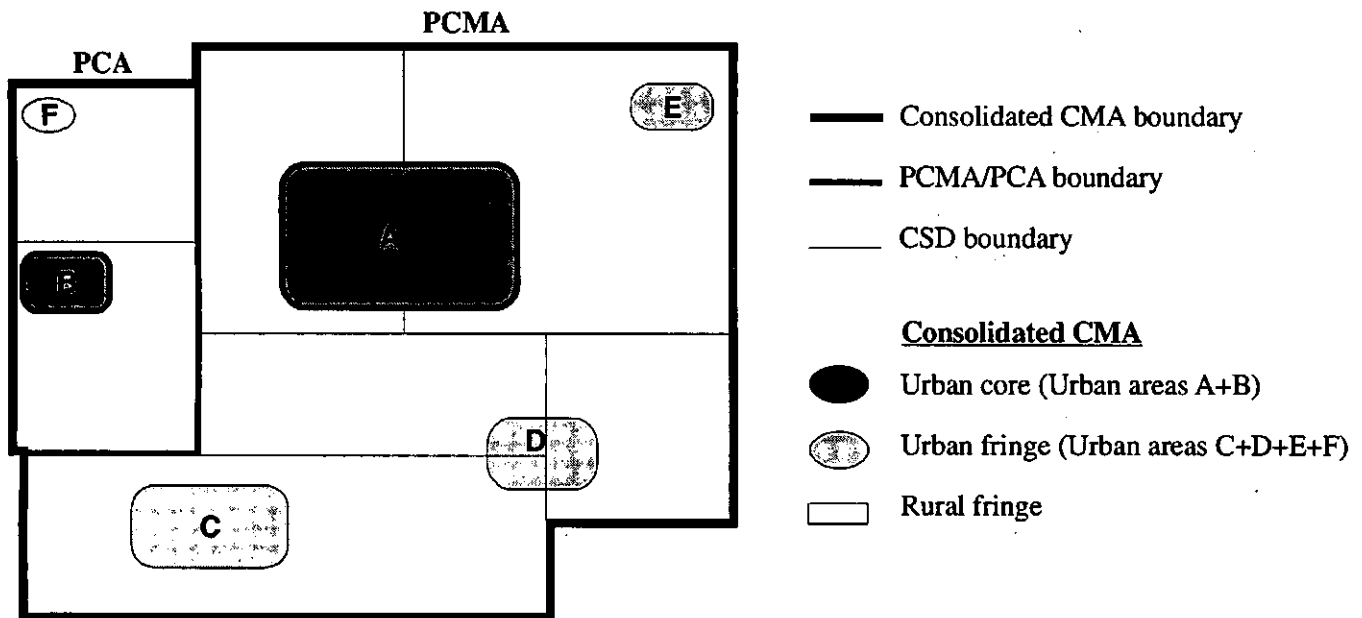 PCMA
PCA
F
E
A
B
D
C
Consolidated CMA boundary
PCMA/PCA boundary
CSD boundary
Consolidated CMA
Urban core (Urban areas A+B)
Urban fringe (Urban areas C+D+E+F)
Rural fringe